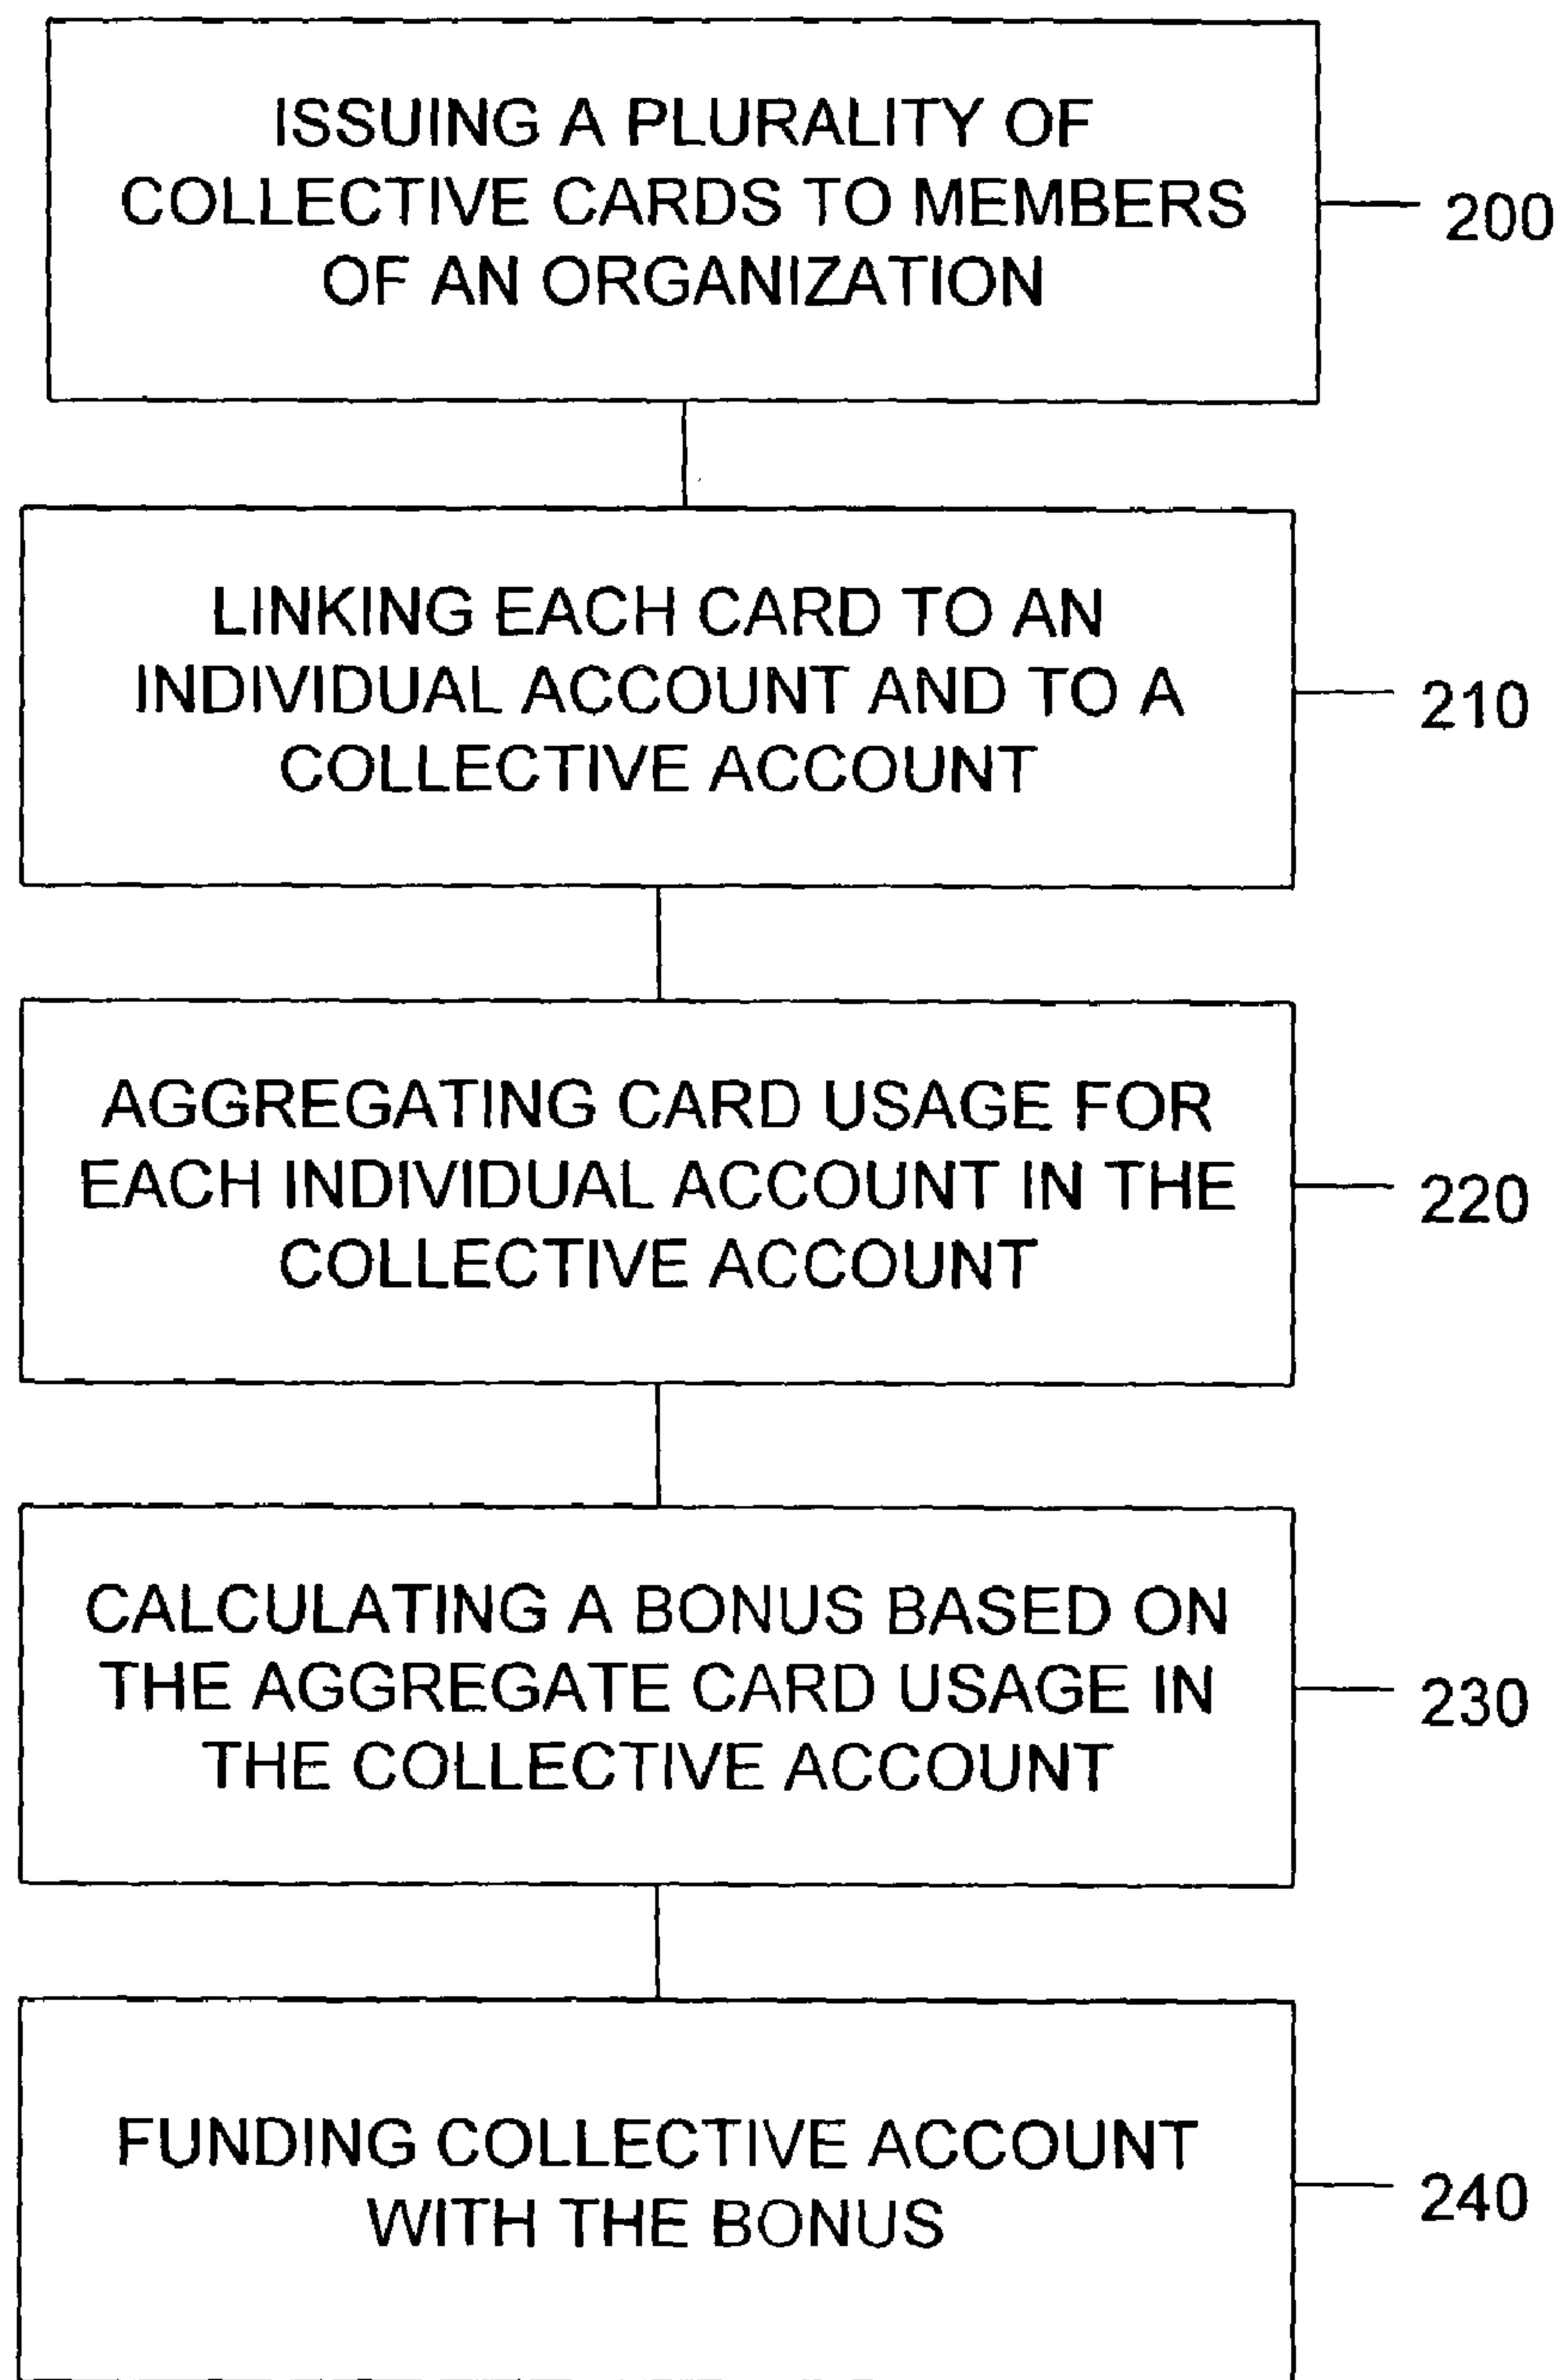 ISSUING A PLURALITY OF
COLLECTIVE CARDS TO MEMBERS
OF AN ORGANIZATION
200
LINKING EACH CARD TO AN
INDIVIDUAL ACCOUNT AND TO A
COLLECTIVE ACCOUNT
210
AGGREGATING CARD USAGE FOR
EACH INDIVIDUAL ACCOUNT IN THE
COLLECTIVE ACCOUNT
220
CALCULATING A BONUS BASED ON
THE AGGREGATE CARD USAGE IN
THE COLLECTIVE ACCOUNT
230
FUNDING COLLECTIVE ACCOUNT
WITH THE BONUS
240